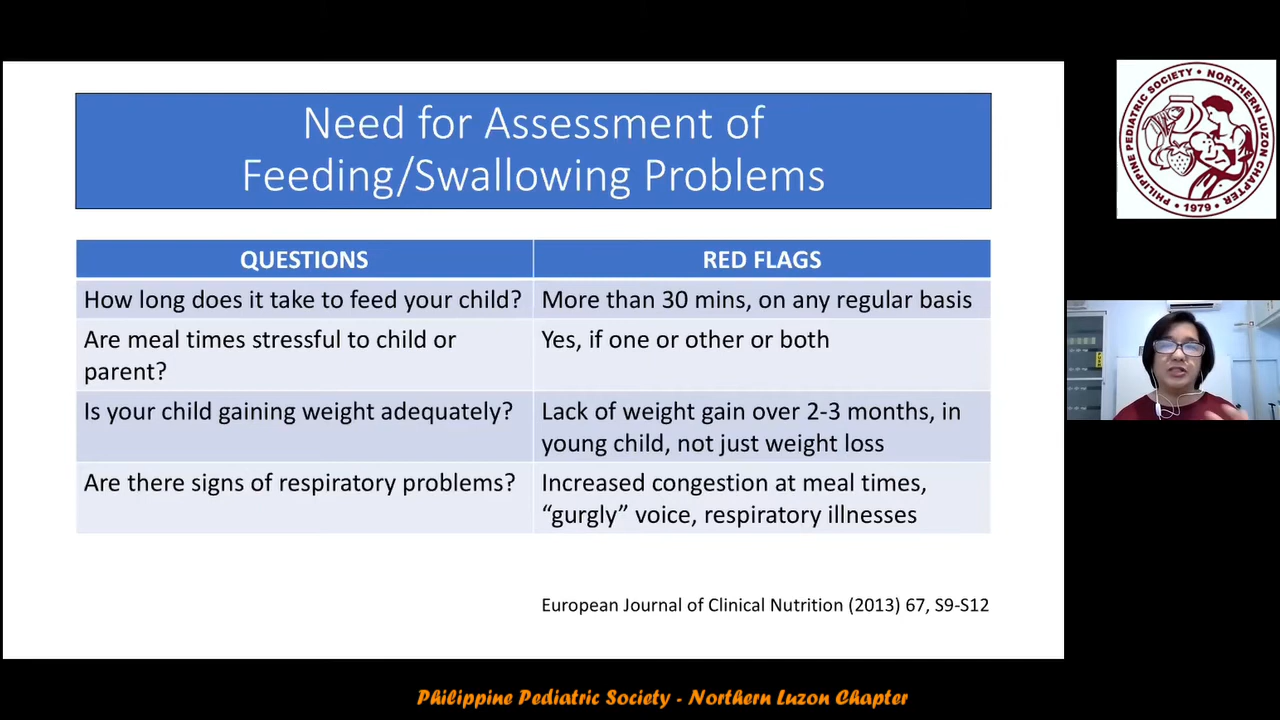 Need for Assessment of
Feeding/Swallowing Problems
QUESTIONS
RED FLAGS
How long does it take to feed your child?
More than 30 mins, on any regular basis
Are meal times stressful to child or
parent?
Yes, if one or other or both
Is your child gaining weight adequately?
Lack of weight gain over 2-3 months, in
young child, not just weight loss
Are there signs of respiratory problems?
Increased congestion at meal times,
“gurgly” voice, respiratory illnesses
European Journal of Clinical Nutrition (2013) 67, S9-S12
PHILIPPINE PEDIATRIC SOCIETY • NORTHERN LUZON CHAPTER •
• 1979 •
Philippine Pediatric Society - Northern Luzon Chapter